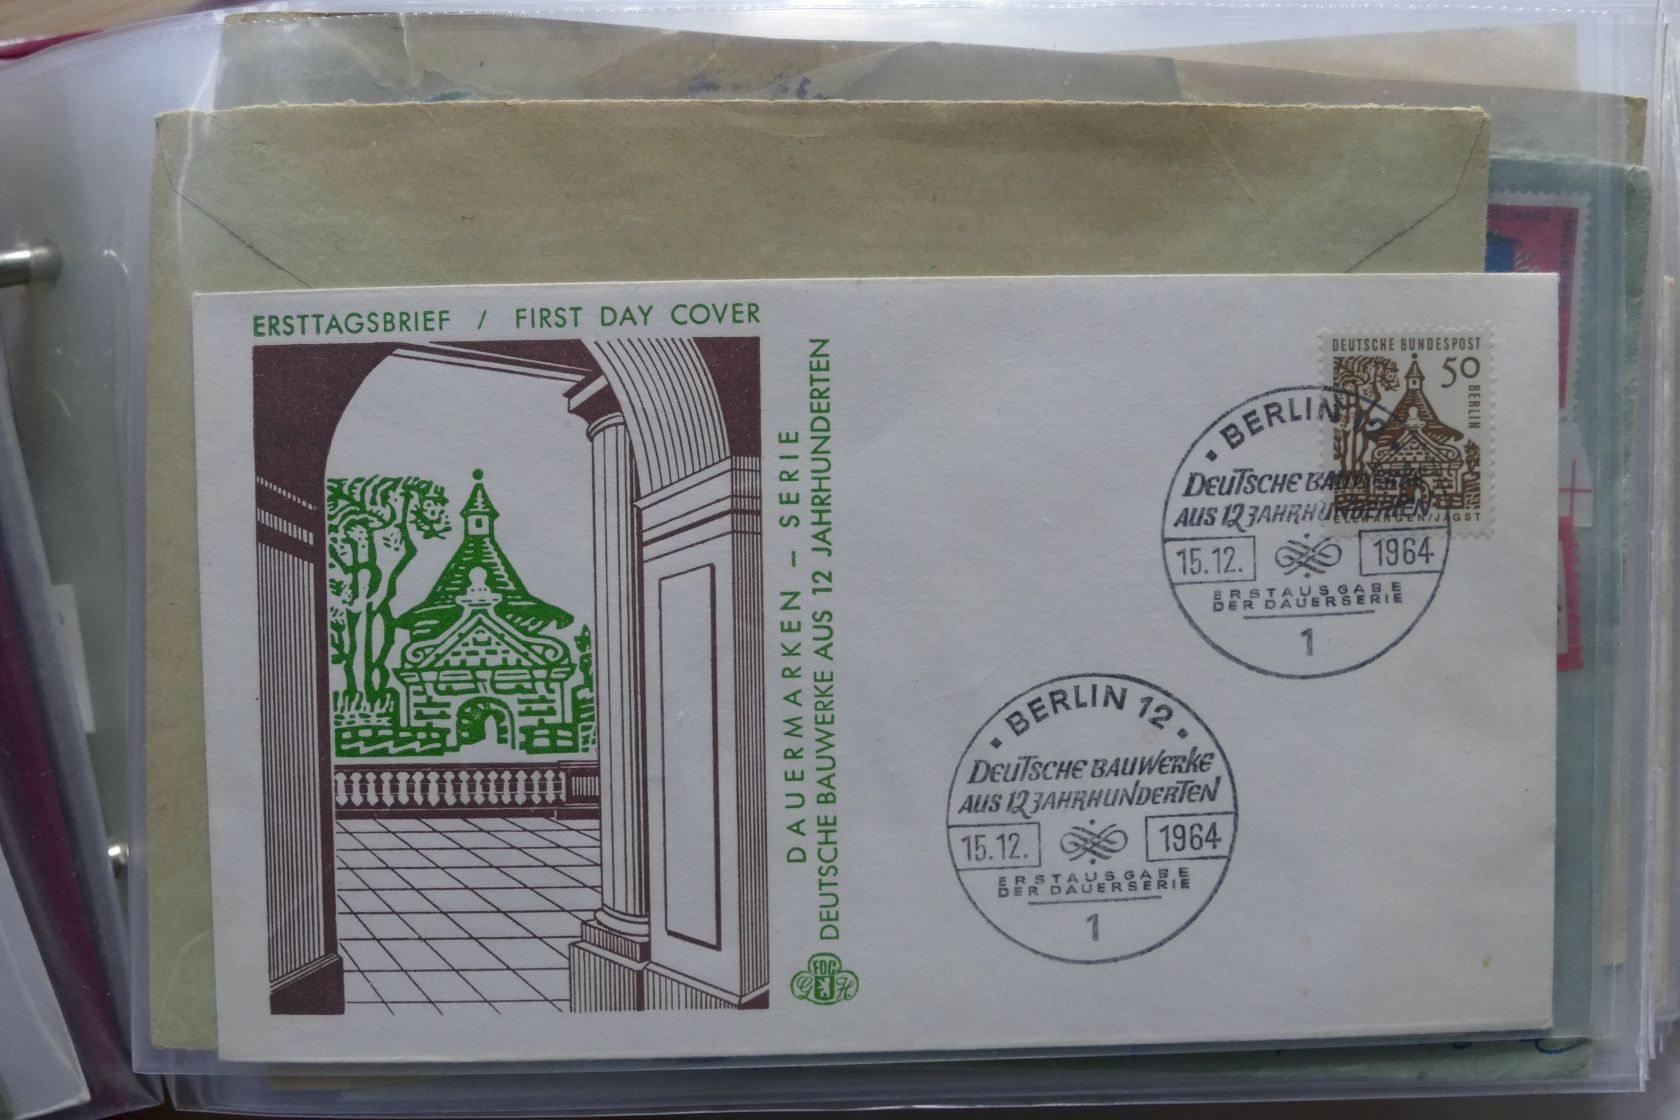 ERSTTAGSBRIEF / FIRST DAY COVER
DAUERMARKEN - SERIE
DEUTSCHE BAUWERKE AUS 12 JAHRHUNDERTEN
FDC
G H
DEUTSCHE BUNDESPOST
50
BERLIN
ELLWANGEN/JAGST
BERLIN 12
DEUTSCHE BAUWERKE
AUS 12 JAHRHUNDERTEN
15.12. 1964
ERSTAUSGABE
DER DAUERSERIE
1
BERLIN 12
DEUTSCHE BAUWERKE
AUS 12 JAHRHUNDERTEN
15.12. 1964
ERSTAUSGABE
DER DAUERSERIE
1